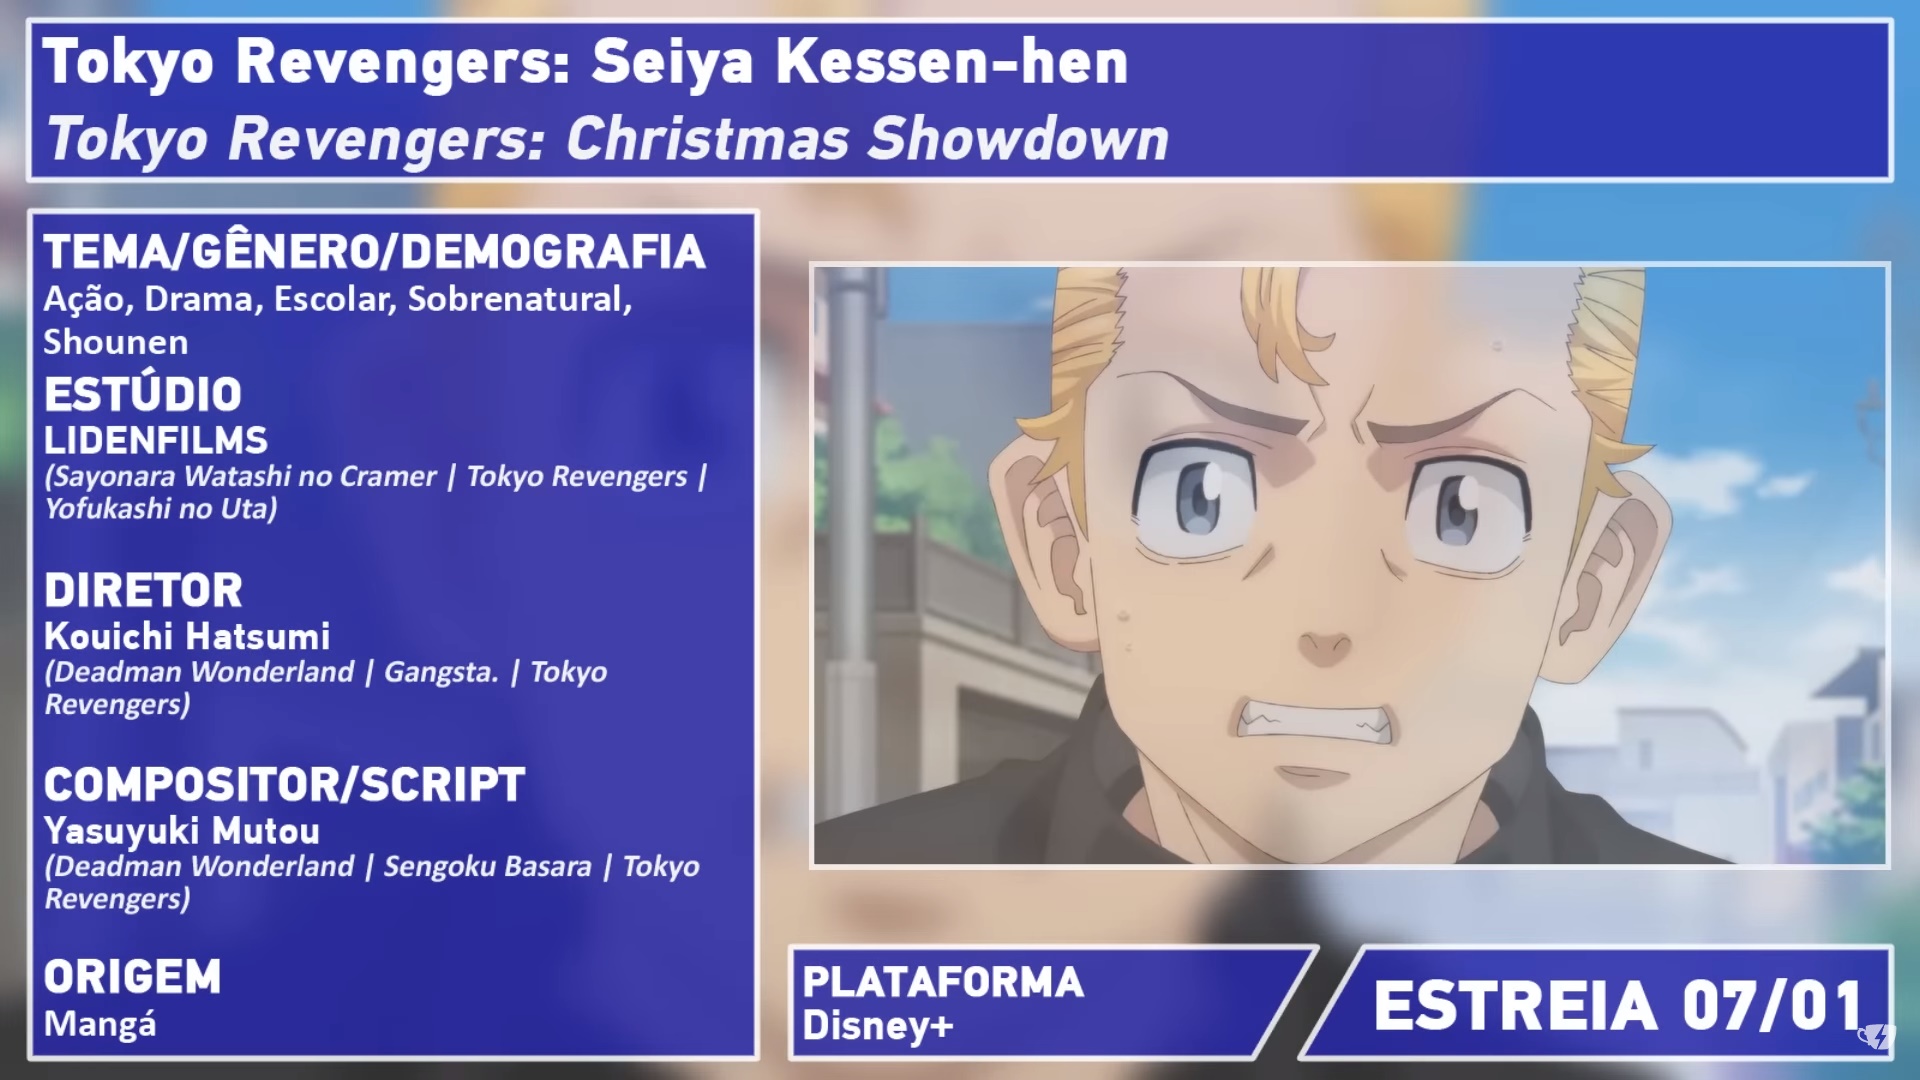 Tokyo Revengers: Seiya Kessen-hen
Tokyo Revengers: Christmas Showdown
TEMA/GÊNERO/DEMOGRAFIA
Ação, Drama, Escolar, Sobrenatural,
Shounen
ESTÚDIO
LIDENFILMS
(Sayonara Watashi no Cramer | Tokyo Revengers |
Yofukashi no Uta)
DIRETOR
Kouichi Hatsumi
(Deadman Wonderland | Gangsta. | Tokyo
Revengers)
COMPOSITOR/SCRIPT
Yasuyuki Mutou
(Deadman Wonderland | Sengoku Basara | Tokyo
Revengers)
ORIGEM
Mangá
PLATAFORMA
Disney+
ESTREIA 07/01